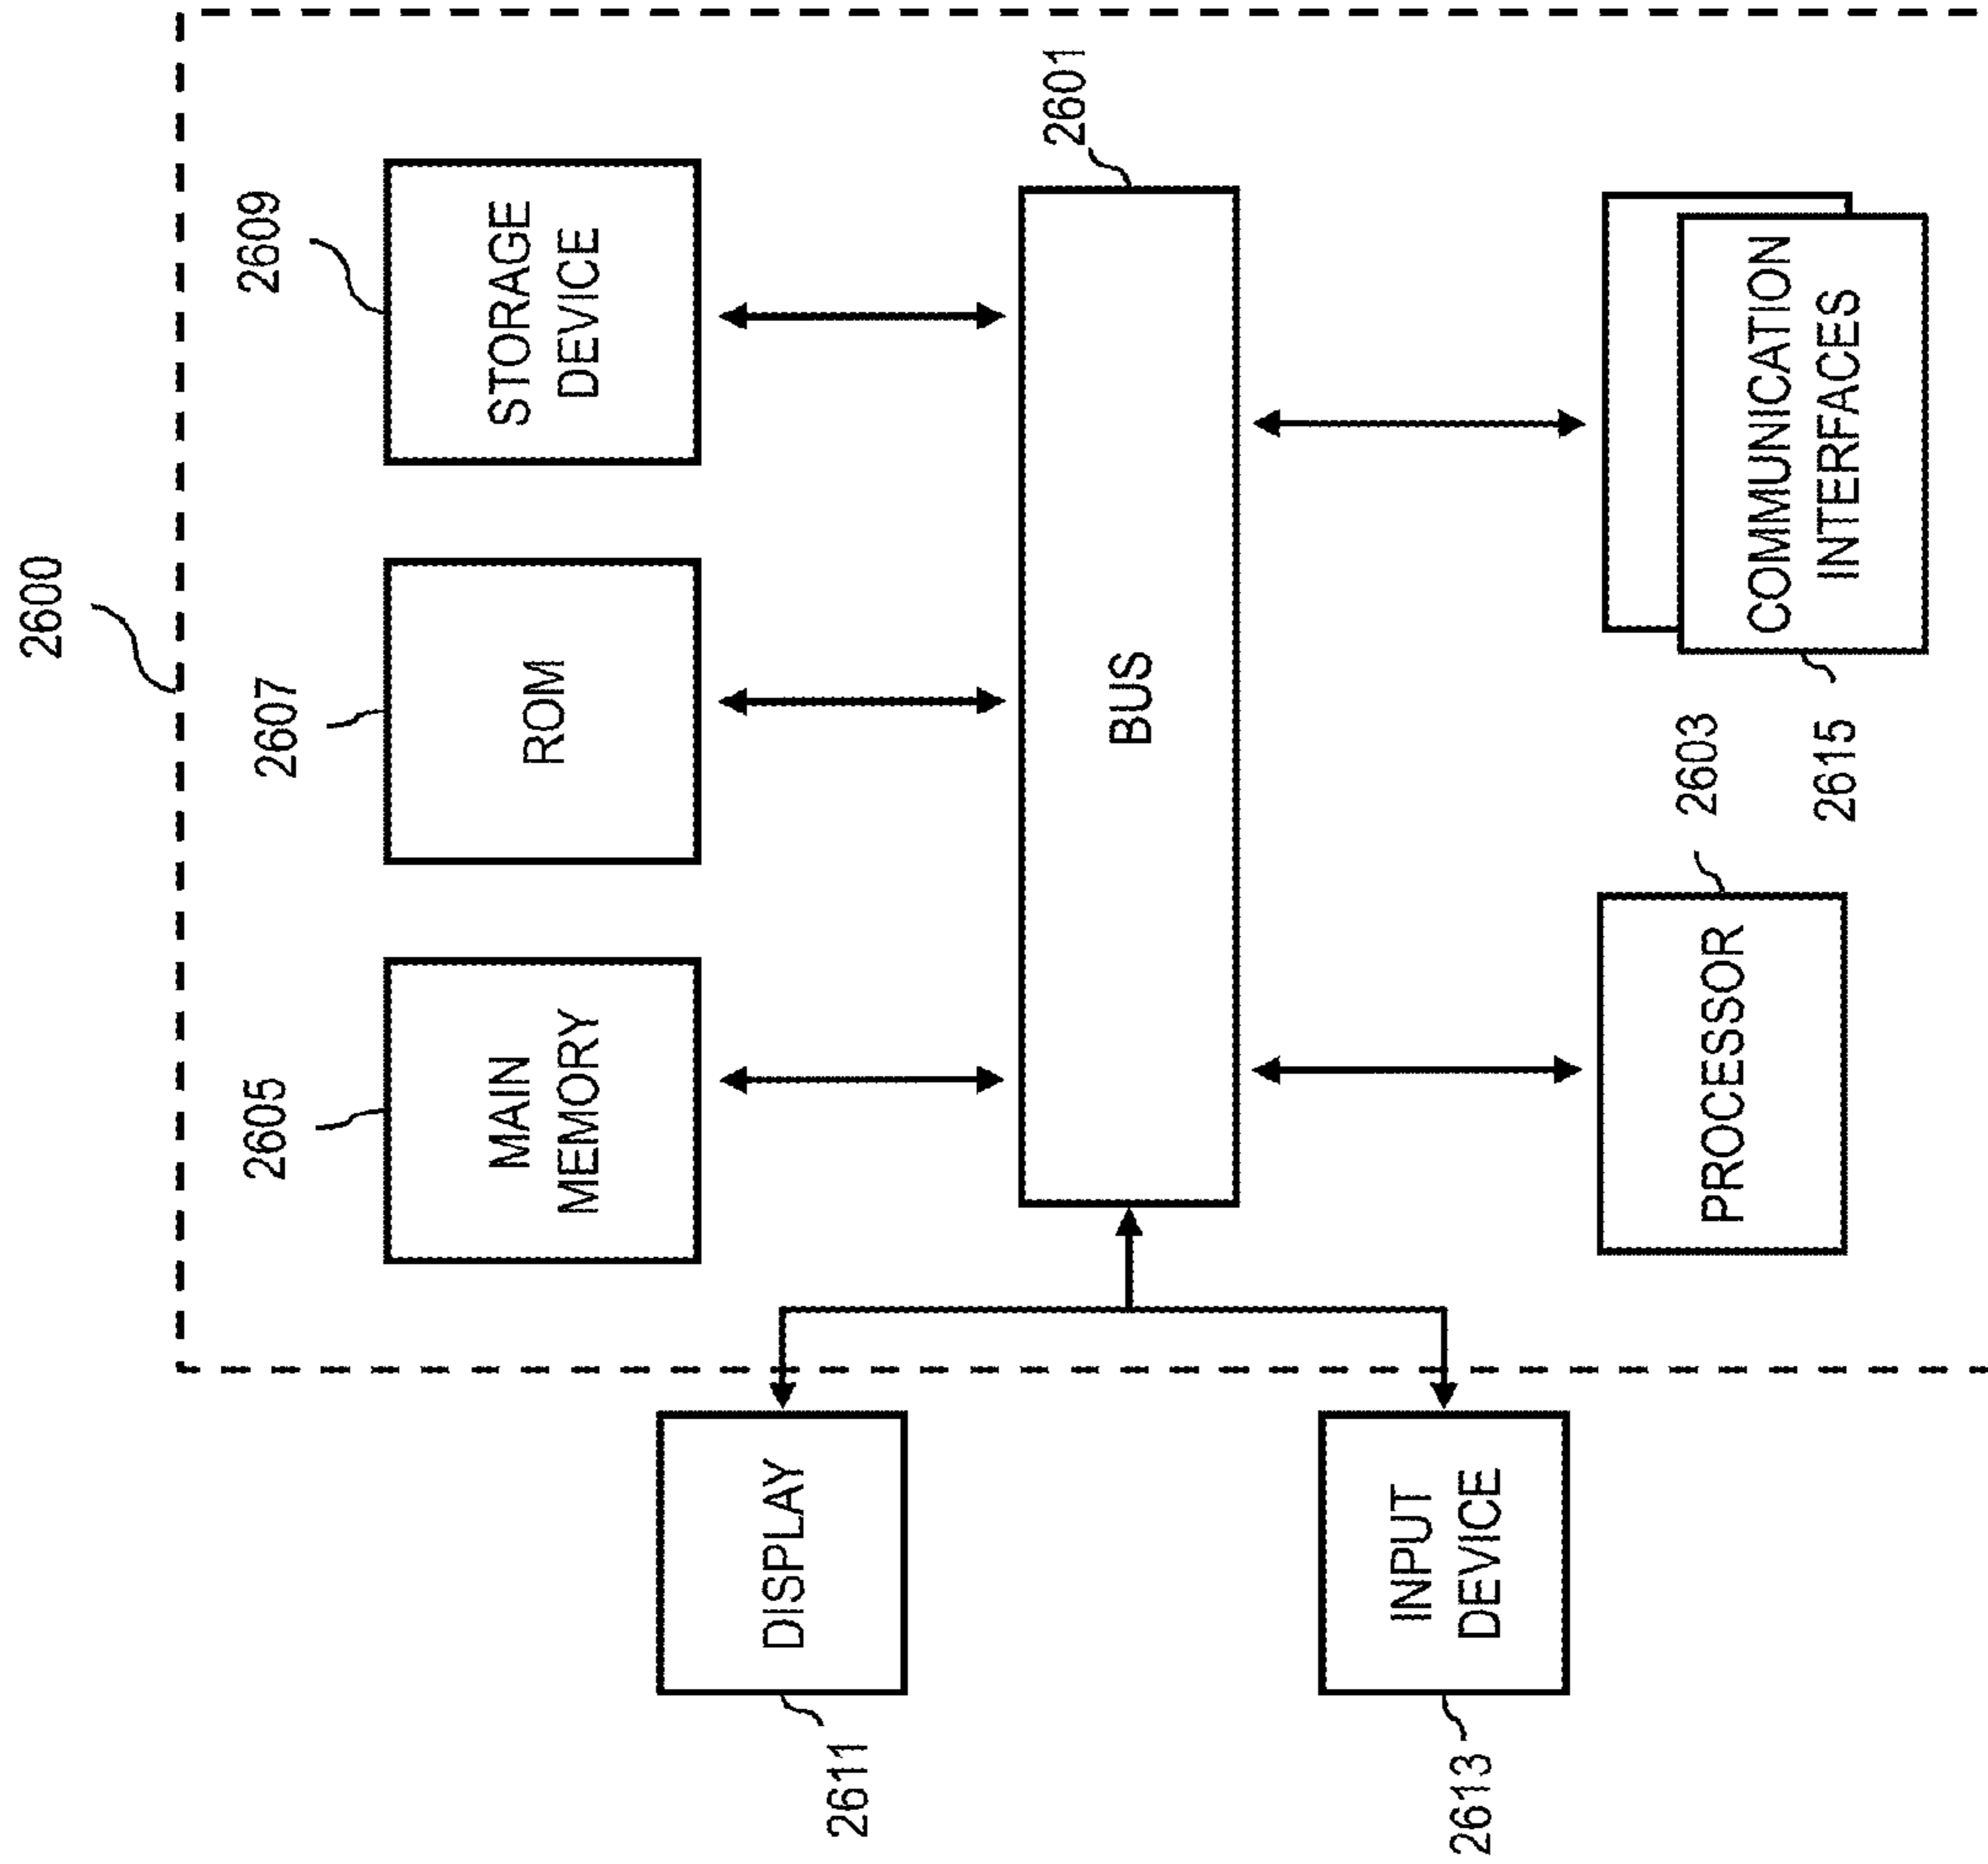 2600
2605
2607
2609
MAIN
MEMORY
ROM
STORAGE
DEVICE
2611
DISPLAY
BUS
2601
2613
INPUT
DEVICE
PROCESSOR
2603
2615
COMMUNICATION
INTERFACES